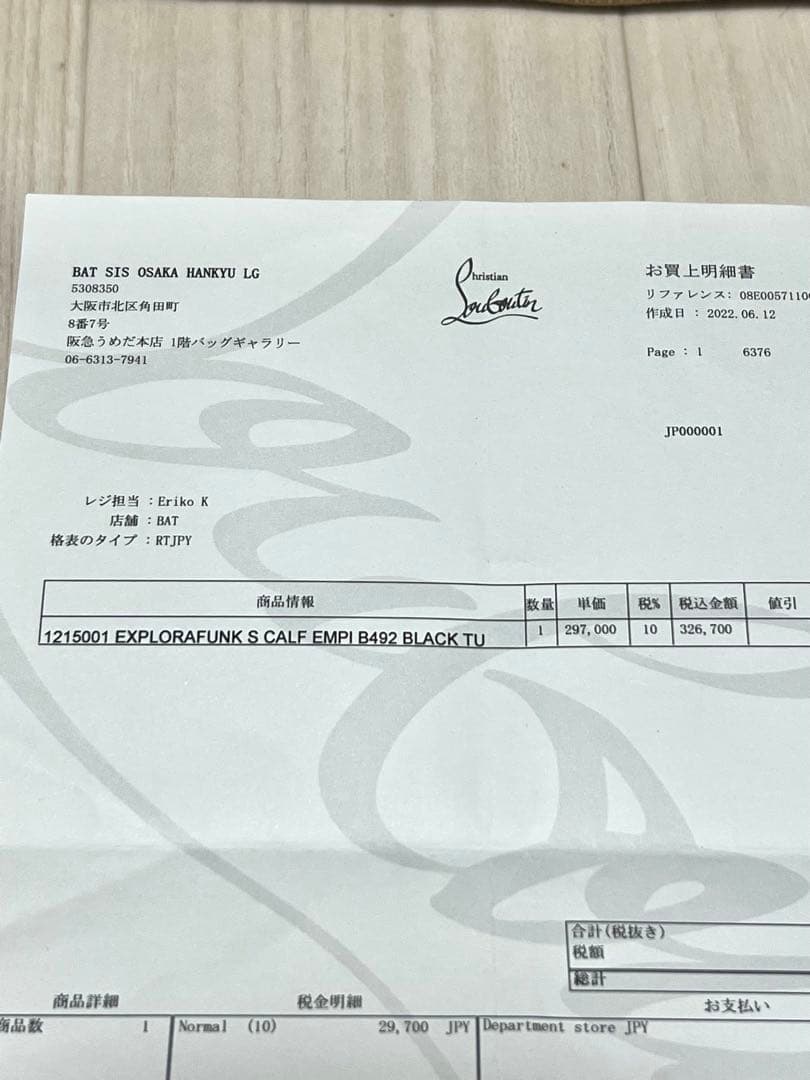 BAT SIS OSAKA HANKYU LG
5308350
大阪市北区角田町
8番7号
阪急うめだ本店 1階バッグギャラリー
06-6313-7941
Christian
Louboutin
お買上明細書
リファレンス: 08E0057110
作成日 : 2022.06.12
Page : 1 6376
JP000001
レジ担当 :Eriko K
店舗 :BAT
格表のタイプ :RTJPY
商品情報 数量 単価 税% 税込金額 値引
1215001 EXPLORAFUNK S CALF EMPI B492 BLACK TU 1 297,000 10 326,700
合計(税抜き)
税額
総計
商品詳細 税金明細 お支払い
商品数 1 Normal (10) 29,700 JPY Department store JPY